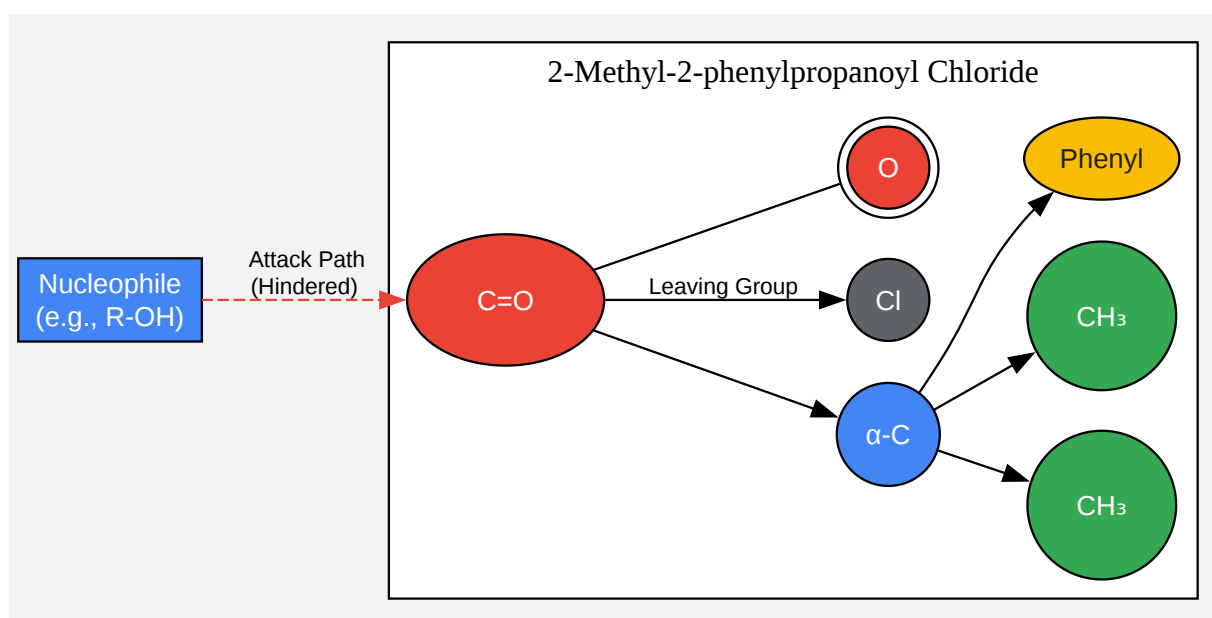 2-Methyl-2-phenylpropanoyl Chloride
Nucleophile
(e.g., R-OH)
Attack Path
(Hindered)
C=O
O
Leaving Group
Cl
α-C
Phenyl
CH₃
CH₃